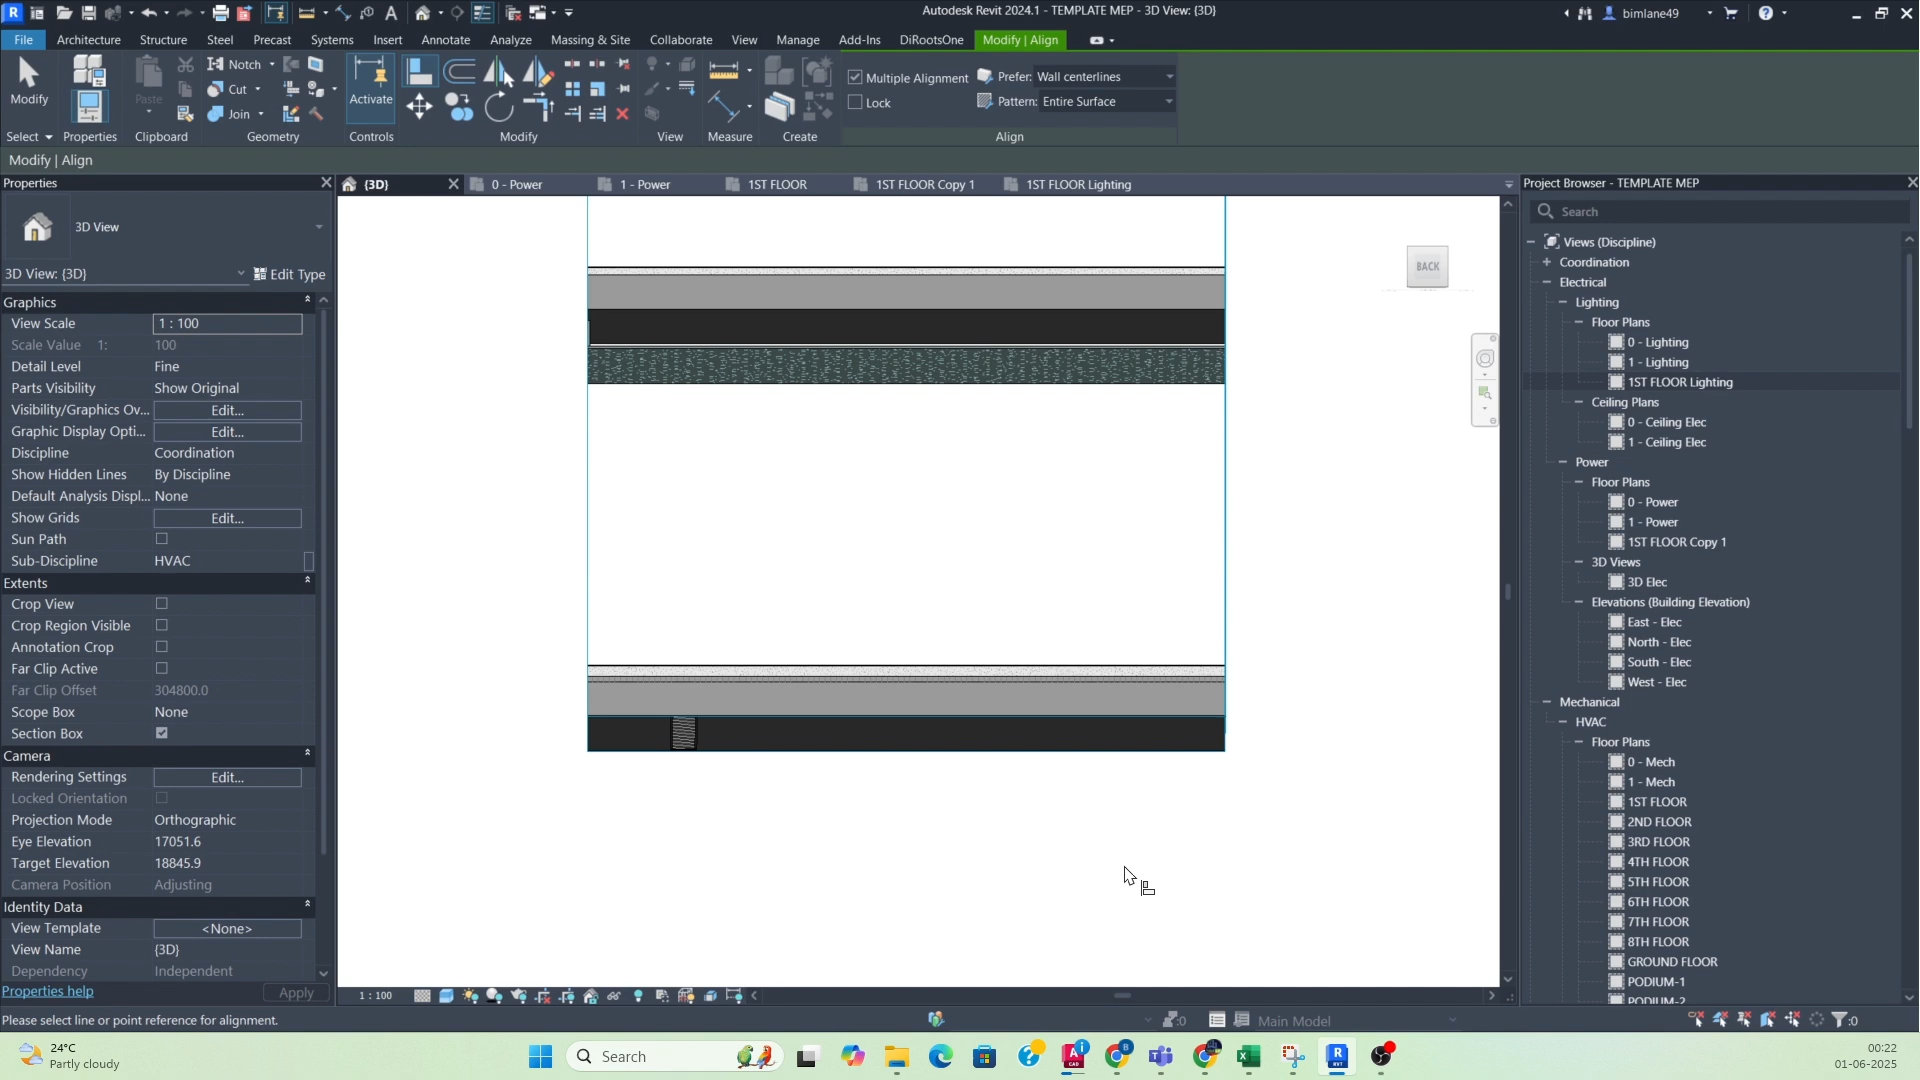 Autodesk Revit 2024.1 - TEMPLATE MEP - 3D View: {3D}
bimlane49
File
Architecture
Structure
Steel
Precast
Systems
Insert
Annotate
Analyze
Massing & Site
Collaborate
View
Manage
Add-Ins
DiRootsOne
Modify | Align
Modify
Paste
Notch
Cut
Join
Activate
Multiple Alignment
Lock
Prefer: Wall centerlines
Pattern: Entire Surface
Select
Properties
Clipboard
Geometry
Controls
Modify
View
Measure
Create
Align
Modify | Align
Properties
3D View
3D View: {3D}
Edit Type
Graphics
View Scale 1 : 100
Scale Value 1: 100
Detail Level Fine
Parts Visibility Show Original
Visibility/Graphics Ov... Edit...
Graphic Display Opti... Edit...
Discipline Coordination
Show Hidden Lines By Discipline
Default Analysis Displ... None
Show Grids Edit...
Sun Path
Sub-Discipline HVAC
Extents
Crop View
Crop Region Visible
Annotation Crop
Far Clip Active
Far Clip Offset 304800.0
Scope Box None
Section Box
Camera
Rendering Settings Edit...
Locked Orientation
Projection Mode Orthographic
Eye Elevation 17051.6
Target Elevation 18845.9
Camera Position Adjusting
Identity Data
View Template <None>
View Name {3D}
Dependency Independent
Properties help
Apply
{3D}
0 - Power
1 - Power
1ST FLOOR
1ST FLOOR Copy 1
1ST FLOOR Lighting
BACK
1 : 100
Project Browser - TEMPLATE MEP
Search
Views (Discipline)
Coordination
Electrical
Lighting
Floor Plans
0 - Lighting
1 - Lighting
1ST FLOOR Lighting
Ceiling Plans
0 - Ceiling Elec
1 - Ceiling Elec
Power
Floor Plans
0 - Power
1 - Power
1ST FLOOR Copy 1
3D Views
3D Elec
Elevations (Building Elevation)
East - Elec
North - Elec
South - Elec
West - Elec
Mechanical
HVAC
Floor Plans
0 - Mech
1 - Mech
1ST FLOOR
2ND FLOOR
3RD FLOOR
4TH FLOOR
5TH FLOOR
6TH FLOOR
7TH FLOOR
8TH FLOOR
GROUND FLOOR
PODIUM-1
PODIUM-2
Please select line or point reference for alignment.
:0
Main Model
:0
24°C
Partly cloudy
Search
00:22
01-06-2025